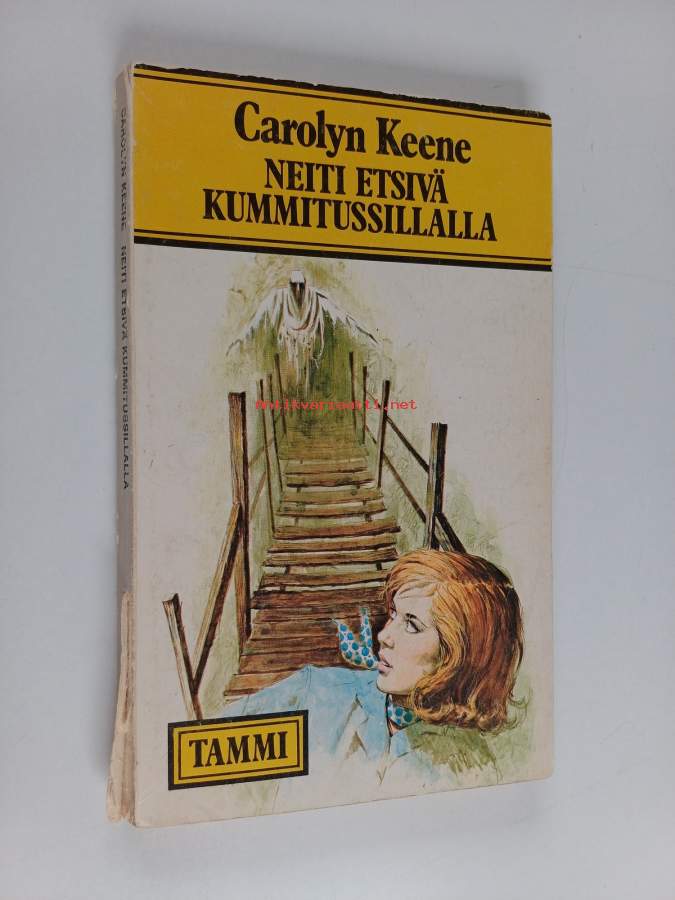 Carolyn Keene
NEITI ETSIVÄ
KUMMITUSSILLALLA
CAROLYN KEENE NEITI ETSIVÄ KUMMITUSSILLALLA
Antikvariaatti.net
TAMMI